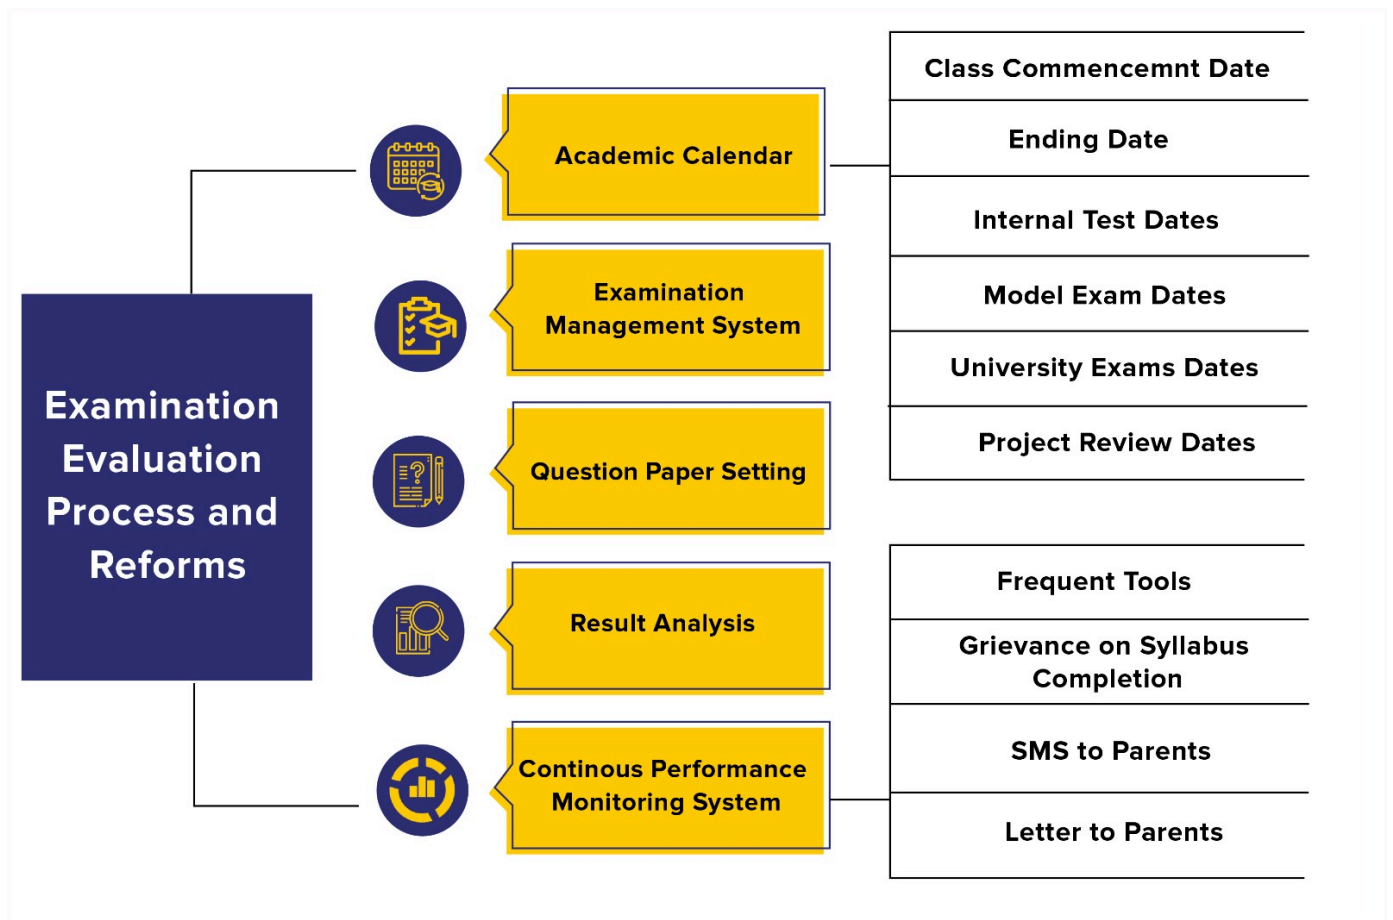 Examination
Evaluation
Process and
Reforms
Academic Calendar
Class Commencemnt Date
Ending Date
Internal Test Dates
Model Exam Dates
University Exams Dates
Project Review Dates
Examination
Management System
Question Paper Setting
Result Analysis
Continous Performance
Monitoring System
Frequent Tools
Grievance on Syllabus
Completion
SMS to Parents
Letter to Parents